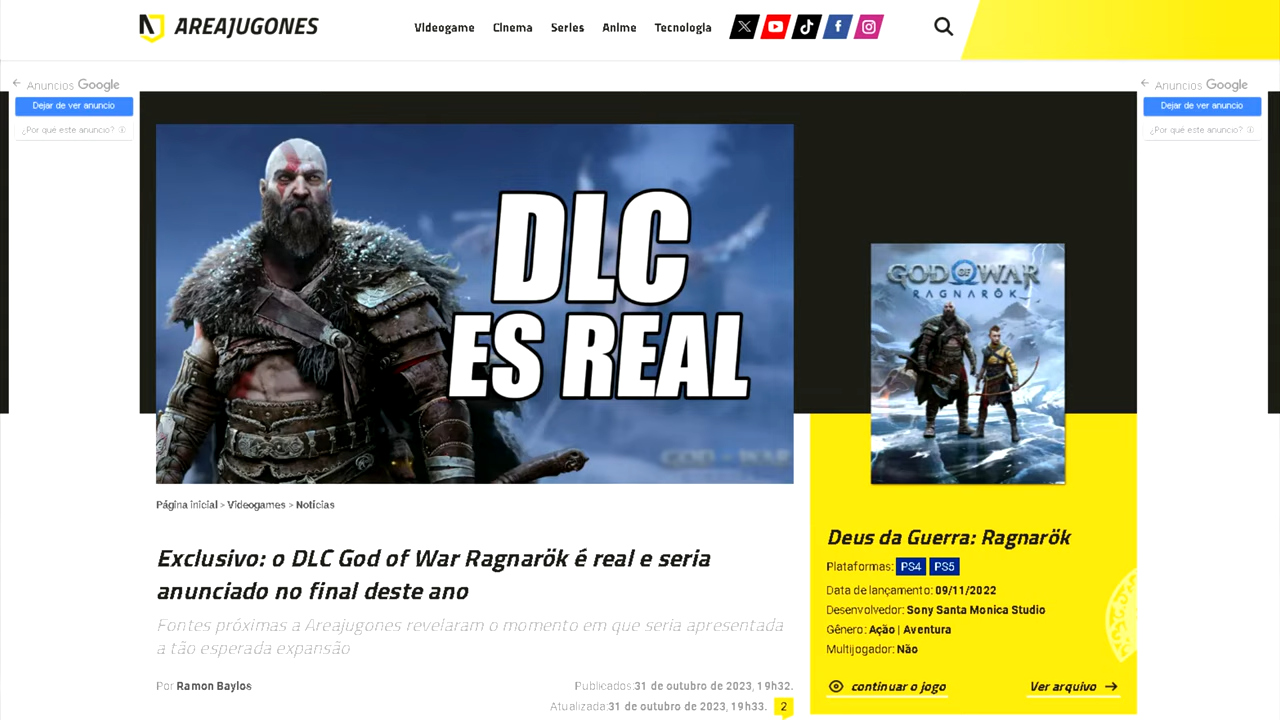 AREAJUGONES
Videogame Cinema Series Anime Tecnologia
Anuncios Google
Dejar de ver anuncio
¿Por qué este anuncio?
Anuncios Google
Dejar de ver anuncio
¿Por qué este anuncio?
DLC
ES REAL
GOD OF WAR
GOD OF WAR
RAGNARÖK
Página inicial > Videogames > Noticias
Exclusivo: o DLC God of War Ragnarök é real e seria
anunciado no final deste ano
Fontes próximas a Areajugones revelaram o momento em que seria apresentada
a tão esperada expansão
Por Ramon Baylos
Publicados:31 de outubro de 2023, 19h32.
Atualizada:31 de outubro de 2023, 19h33. 2
Deus da Guerra: Ragnarök
Plataformas: PS4 PS5
Data de lançamento: 09/11/2022
Desenvolvedor: Sony Santa Monica Studio
Gênero: Ação | Aventura
Multijogador: Não
continuar o jogo Ver arquivo →